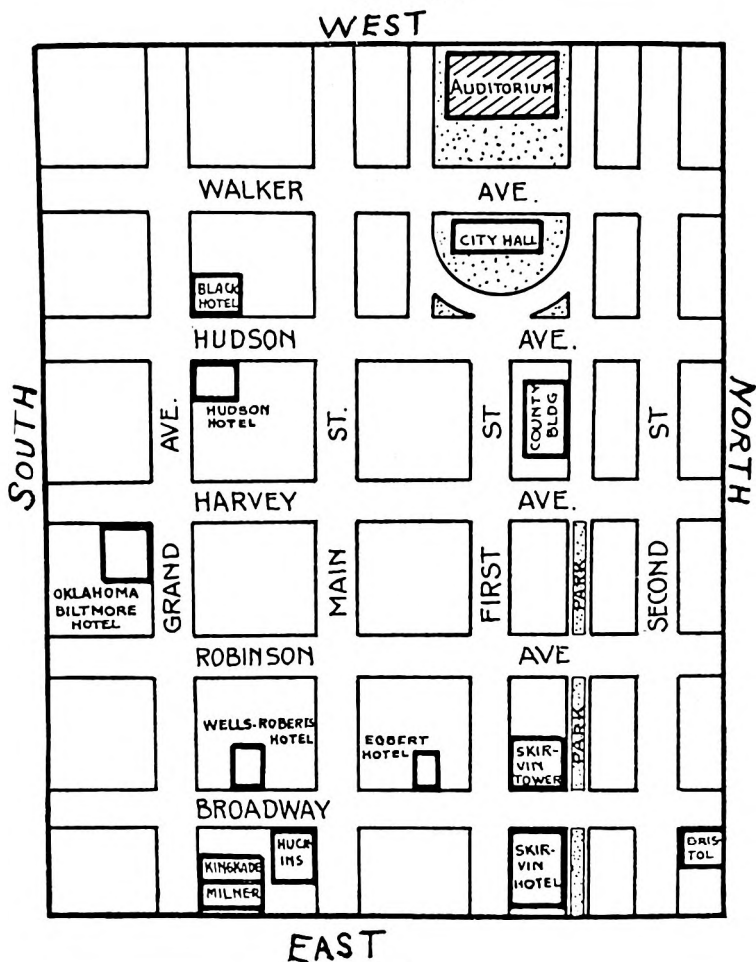 WEST
AUDITORIUM
WALKER AVE.
CITY HALL
BLACK
HOTEL
HUDSON AVE.
SOUTH
NORTH
HUDSON
HOTEL
AVE.
ST.
ST
COUNTY
BLDG
ST
HARVEY AVE.
OKLAHOMA
BILTMORE
HOTEL
GRAND
MAIN
FIRST
PARK
SECOND
ROBINSON AVE
WELLS-ROBERTS
HOTEL
EGBERT
HOTEL
SKIR-
VIN
TOWER
PARK
BROADWAY
HUCK
INS
KINGKADE
MILNER
SKIR-
VIN
HOTEL
BRIS
TOL
EAST